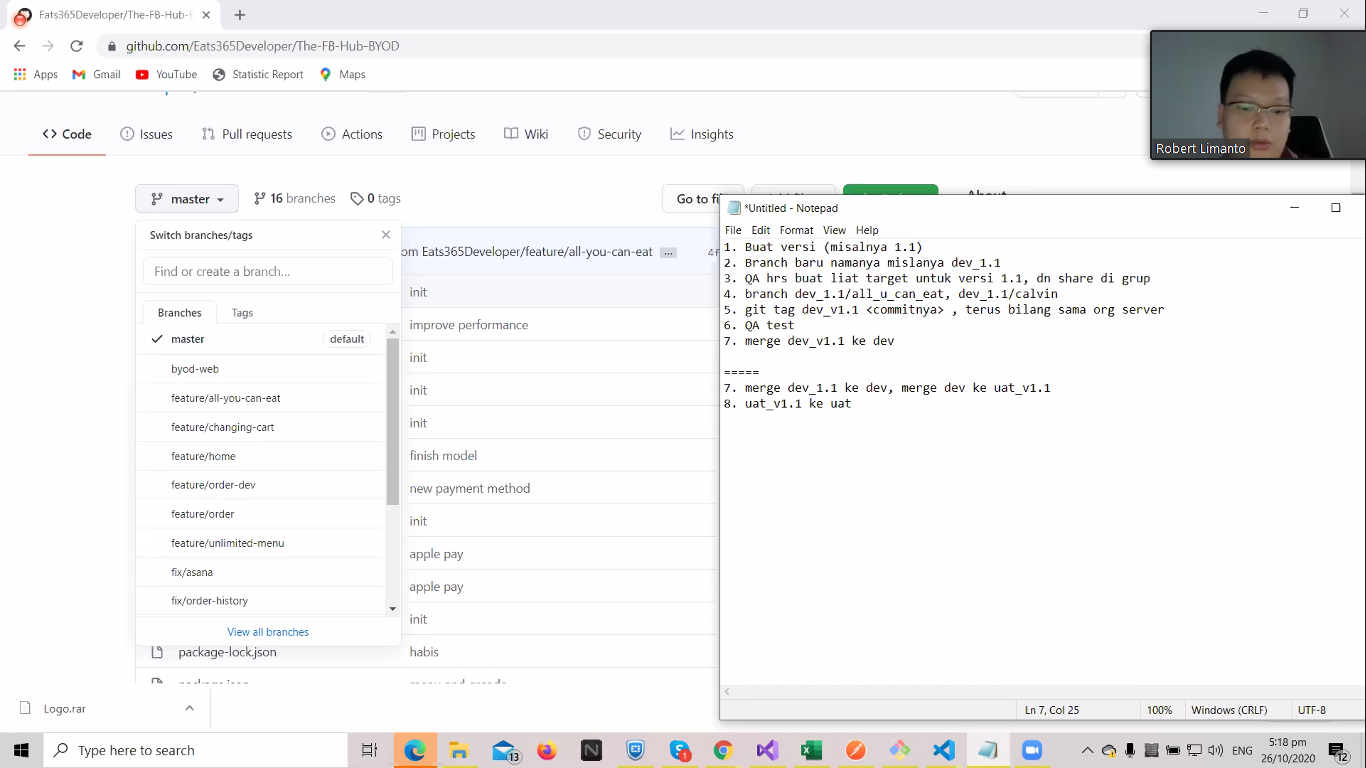 Eats365Developer/The-FB-Hub-B
github.com/Eats365Developer/The-FB-Hub-BYOD
Apps Gmail YouTube Statistic Report Maps
Code Issues Pull requests Actions Projects Wiki Security Insights
Robert Limanto
master 16 branches 0 tags
Go to fi
About
Switch branches/tags
om Eats365Developer/feature/all-you-can-eat ...
Find or create a branch...
Branches Tags
master default
byod-web
feature/all-you-can-eat
feature/changing-cart
feature/home
feature/order-dev
feature/order
feature/unlimited-menu
fix/asana
fix/order-history
View all branches
init
improve performance
init
init
init
finish model
new payment method
init
apple pay
apple pay
init
package-lock.json habis
*Untitled - Notepad
File Edit Format View Help
1. Buat versi (misalnya 1.1)
2. Branch baru namanya mislanya dev_1.1
3. QA hrs buat liat target untuk versi 1.1, dn share di grup
4. branch dev_1.1/all_u_can_eat, dev_1.1/calvin
5. git tag dev_v1.1 <commitnya> , terus bilang sama org server
6. QA test
7. merge dev_v1.1 ke dev
=====
7. merge dev_1.1 ke dev, merge dev ke uat_v1.1
8. uat_v1.1 ke uat
Ln 7, Col 25 100% Windows (CRLF) UTF-8
Logo.rar
Type here to search
13
ENG
5:18 pm
26/10/2020
12